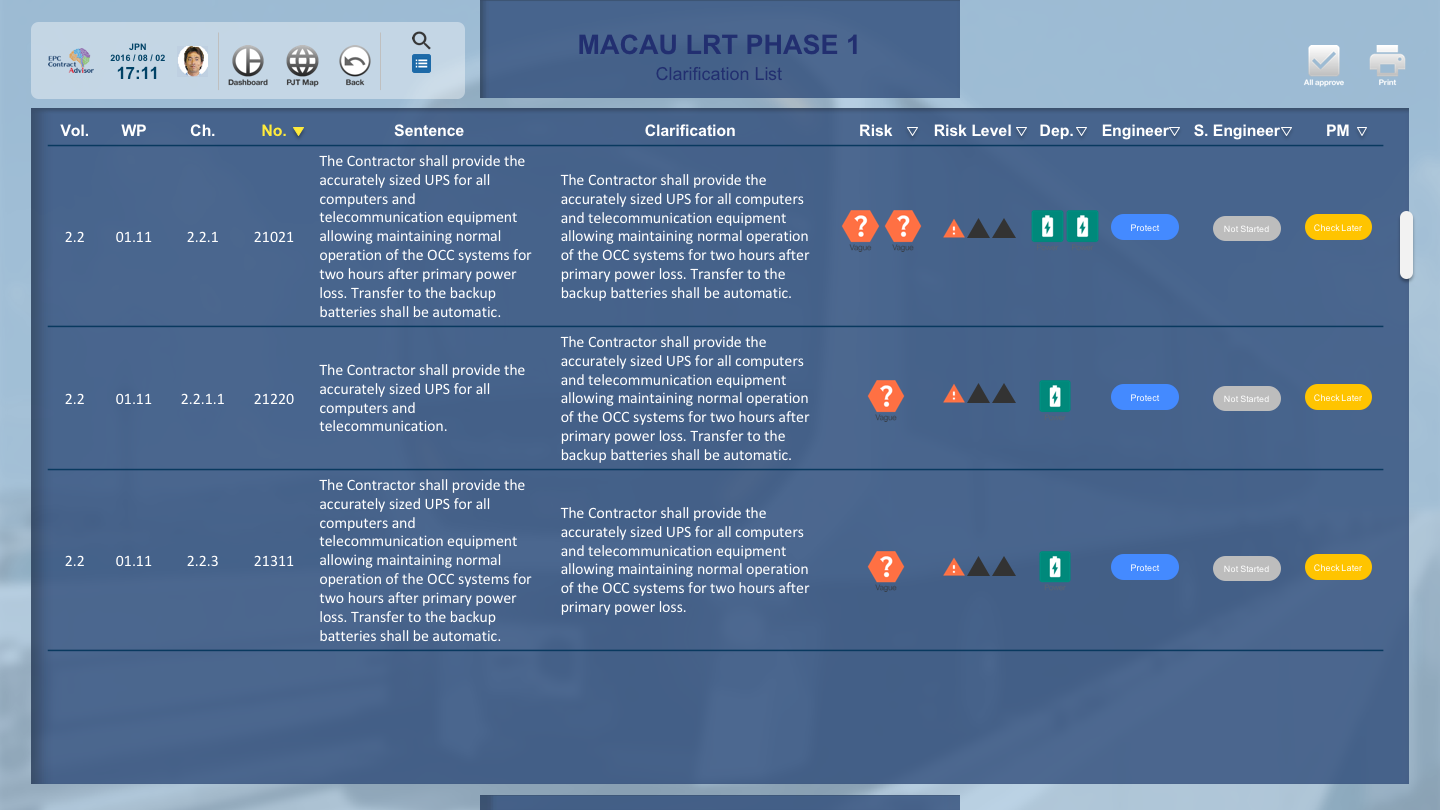 EPC
Contract
Advisor
JPN
2016 / 08 / 02
17:11
Dashboard
PJT Map
Back
MACAU LRT PHASE 1
Clarification List
All approve
Print
Vol. WP Ch. No. Sentence Clarification Risk Risk Level Dep. Engineer S. Engineer PM
2.2 01.11 2.2.1 21021
The Contractor shall provide the
accurately sized UPS for all
computers and
telecommunication equipment
allowing maintaining normal
operation of the OCC systems for
two hours after primary power
loss. Transfer to the backup
batteries shall be automatic.
The Contractor shall provide the
accurately sized UPS for all computers
and telecommunication equipment
allowing maintaining normal operation
of the OCC systems for two hours after
primary power loss. Transfer to the
backup batteries shall be automatic.
Vague Vague
Protect Not Started Check Later
2.2 01.11 2.2.1.1 21220
The Contractor shall provide the
accurately sized UPS for all
computers and
telecommunication.
The Contractor shall provide the
accurately sized UPS for all computers
and telecommunication equipment
allowing maintaining normal operation
of the OCC systems for two hours after
primary power loss. Transfer to the
backup batteries shall be automatic.
Vague
Protect Not Started Check Later
2.2 01.11 2.2.3 21311
The Contractor shall provide the
accurately sized UPS for all
computers and
telecommunication equipment
allowing maintaining normal
operation of the OCC systems for
two hours after primary power
loss. Transfer to the backup
batteries shall be automatic.
The Contractor shall provide the
accurately sized UPS for all computers
and telecommunication equipment
allowing maintaining normal operation
of the OCC systems for two hours after
primary power loss.
Vague
Protect Not Started Check Later